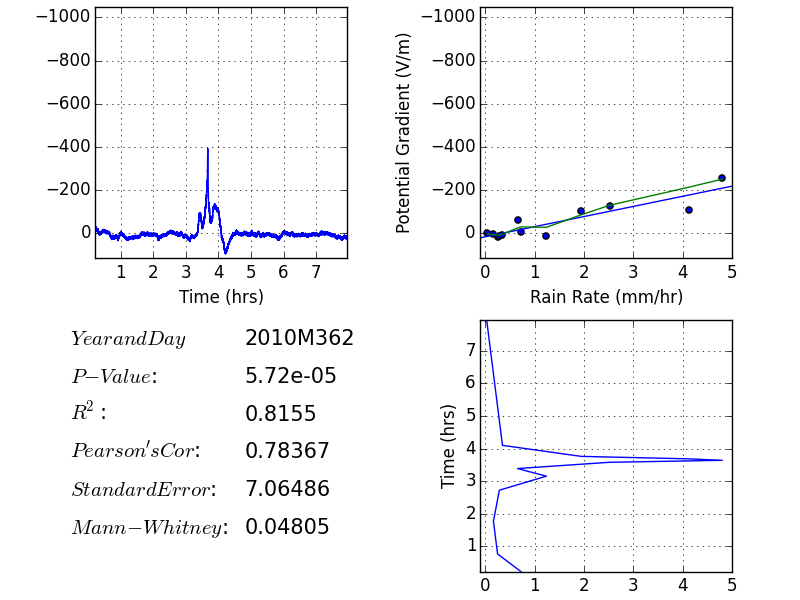 −1000
−800
−600
−400
−200
0
1 2 3 4 5 6 7
Time (hrs)
Potential Gradient (V/m)
−1000
−800
−600
−400
−200
0
0 1 2 3 4 5
Rain Rate (mm/hr)
YearandDay 2010M362
P−Value: 5.72e-05
R²: 0.8155
Pearson′sCor: 0.78367
StandardError: 7.06486
Mann−Whitney: 0.04805
Time (hrs)
7
6
5
4
3
2
1
0 1 2 3 4 5